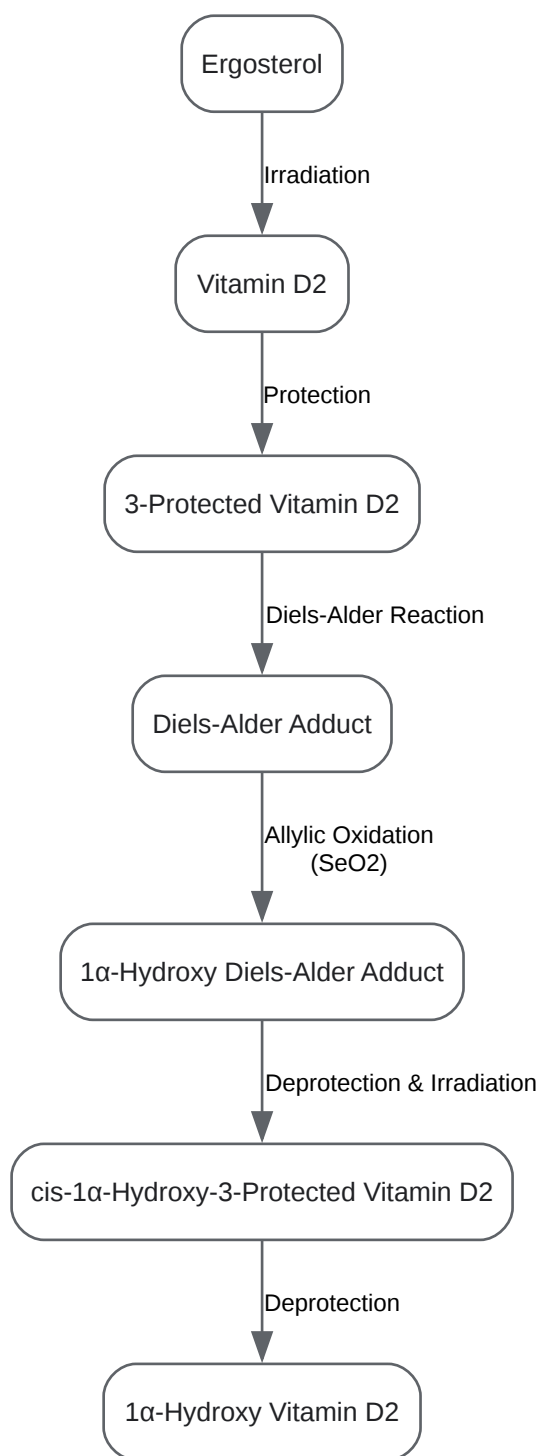 Ergosterol
Irradiation
Vitamin D2
Protection
3-Protected Vitamin D2
Diels-Alder Reaction
Diels-Alder Adduct
Allylic Oxidation
(SeO2)
1α-Hydroxy Diels-Alder Adduct
Deprotection & Irradiation
cis-1α-Hydroxy-3-Protected Vitamin D2
Deprotection
1α-Hydroxy Vitamin D2